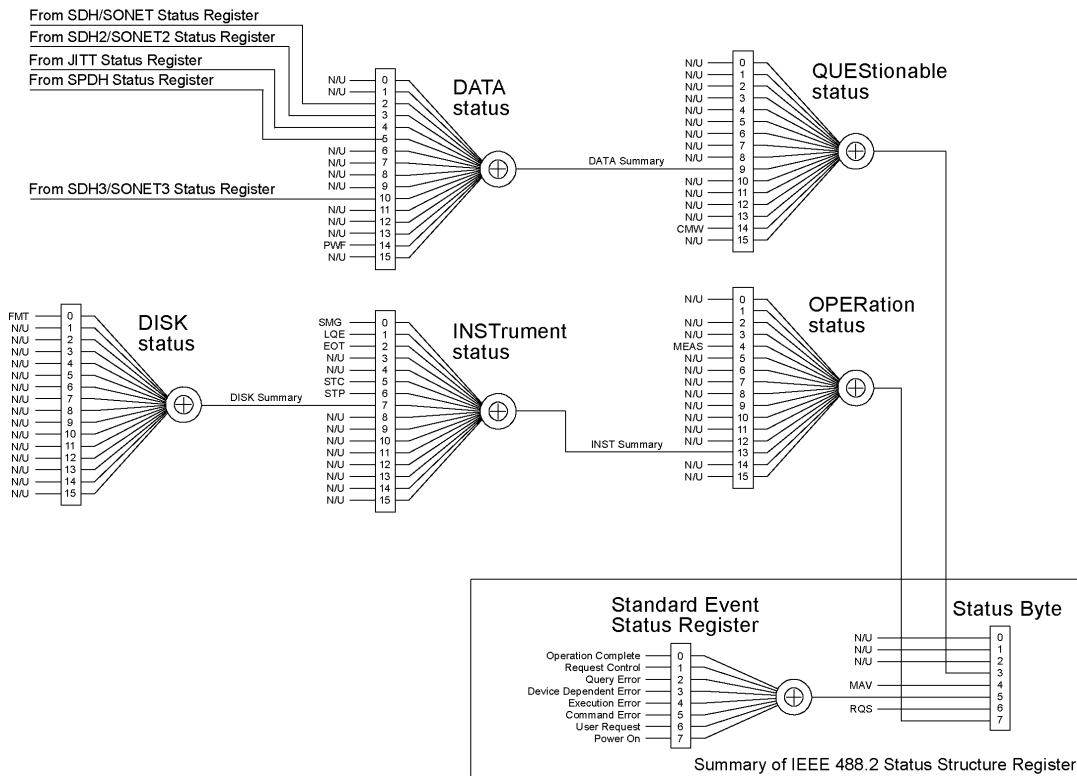 From SDH/SONET Status Register
From SDH2/SONET2 Status Register
From JITT Status Register
From SPDH Status Register
From SDH3/SONET3 Status Register
DATA
status
N/U 0
N/U 1
2
3
4
5
N/U 6
N/U 7
N/U 8
N/U 9
10
N/U 11
N/U 12
N/U 13
PWF 14
N/U 15
DATA Summary
QUEStionable
status
N/U 0
N/U 1
N/U 2
N/U 3
N/U 4
N/U 5
N/U 6
N/U 7
N/U 8
9
N/U 10
N/U 11
N/U 12
N/U 13
CMW 14
N/U 15
DISK
status
FMT 0
N/U 1
N/U 2
N/U 3
N/U 4
N/U 5
N/U 6
N/U 7
N/U 8
N/U 9
N/U 10
N/U 11
N/U 12
N/U 13
N/U 14
N/U 15
DISK Summary
INSTrument
status
SMG 0
LQE 1
EOT 2
N/U 3
N/U 4
STC 5
STP 6
7
N/U 8
N/U 9
N/U 10
N/U 11
N/U 12
N/U 13
N/U 14
N/U 15
INST Summary
OPERation
status
N/U 0
1
N/U 2
N/U 3
MEAS 4
N/U 5
N/U 6
N/U 7
N/U 8
N/U 9
N/U 10
N/U 11
N/U 12
13
N/U 14
N/U 15
Standard Event
Status Register
Operation Complete 0
Request Control 1
Query Error 2
Device Dependent Error 3
Execution Error 4
Command Error 5
User Request 6
Power On 7
Status Byte
N/U 0
N/U 1
N/U 2
3
MAV 4
5
RQS 6
7
Summary of IEEE 488.2 Status Structure Register